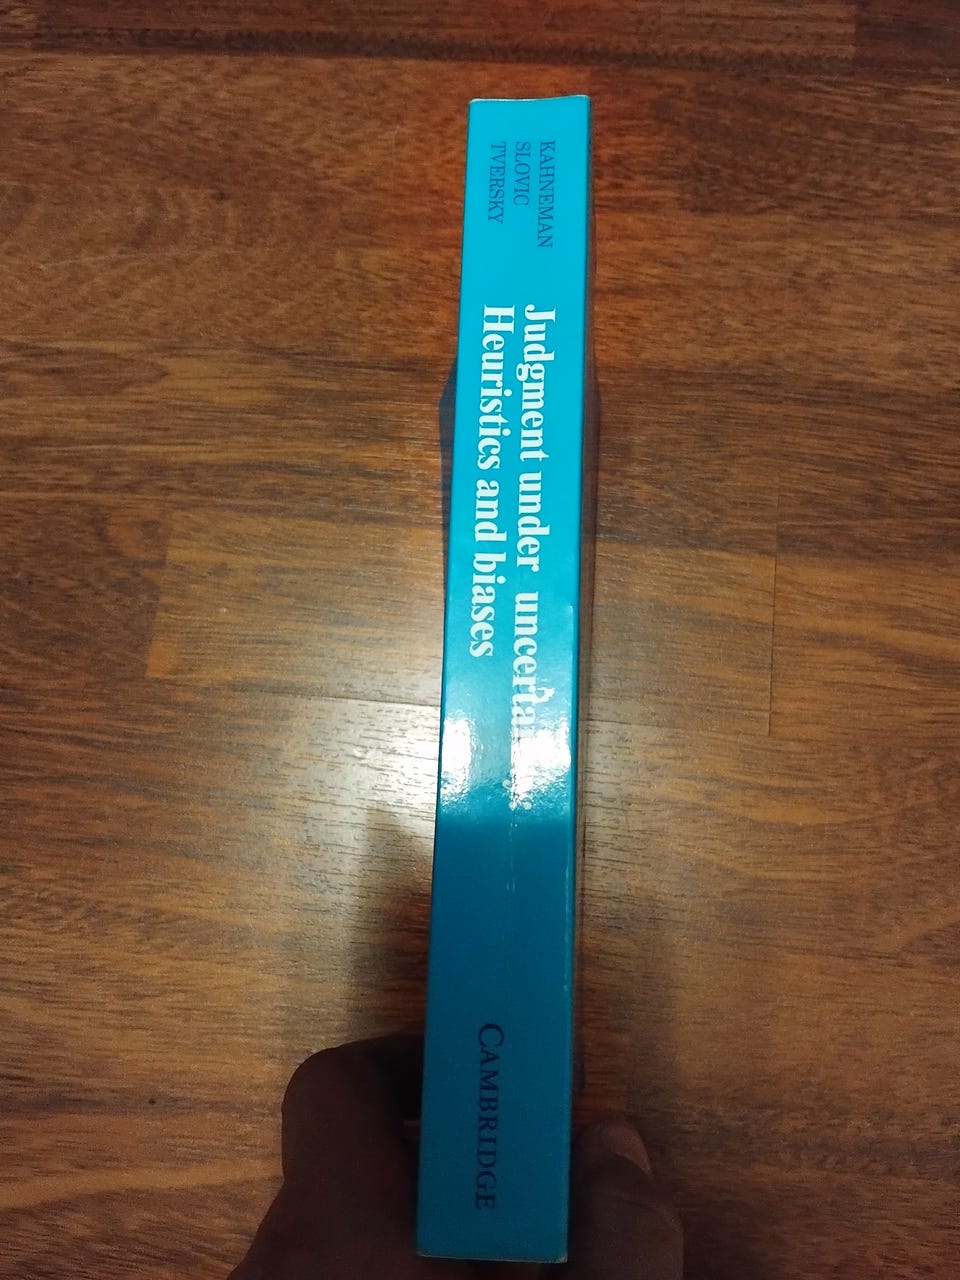 KAHNEMAN
SLOVIC
TVERSKY
Judgment under
Heuristics and biases
CAMBRIDGE